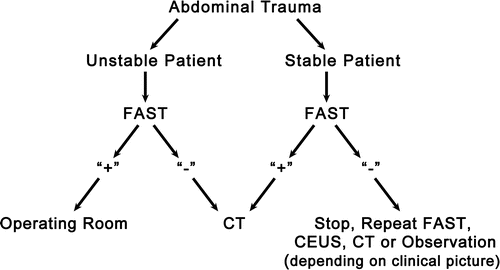 Abdominal Trauma
Unstable Patient
Stable Patient
FAST
FAST
“+”
“-”
“+”
“-”
Operating Room
CT
Stop, Repeat FAST,
CEUS, CT or Observation
(depending on clinical picture)